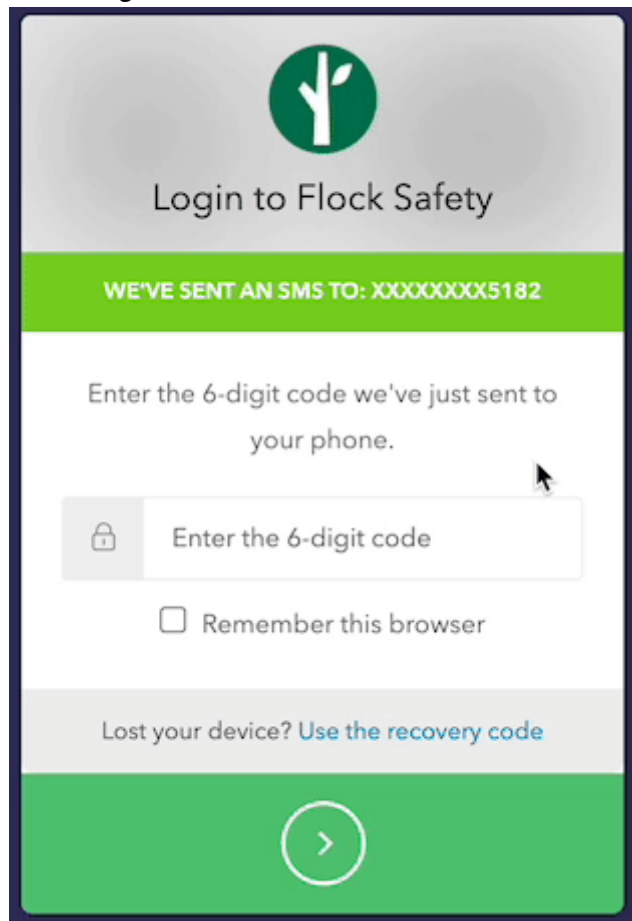 Login to Flock Safety
WE'VE SENT AN SMS TO: XXXXXXXX5182
Enter the 6-digit code we've just sent to
your phone.
Enter the 6-digit code
Remember this browser
Lost your device? Use the recovery code